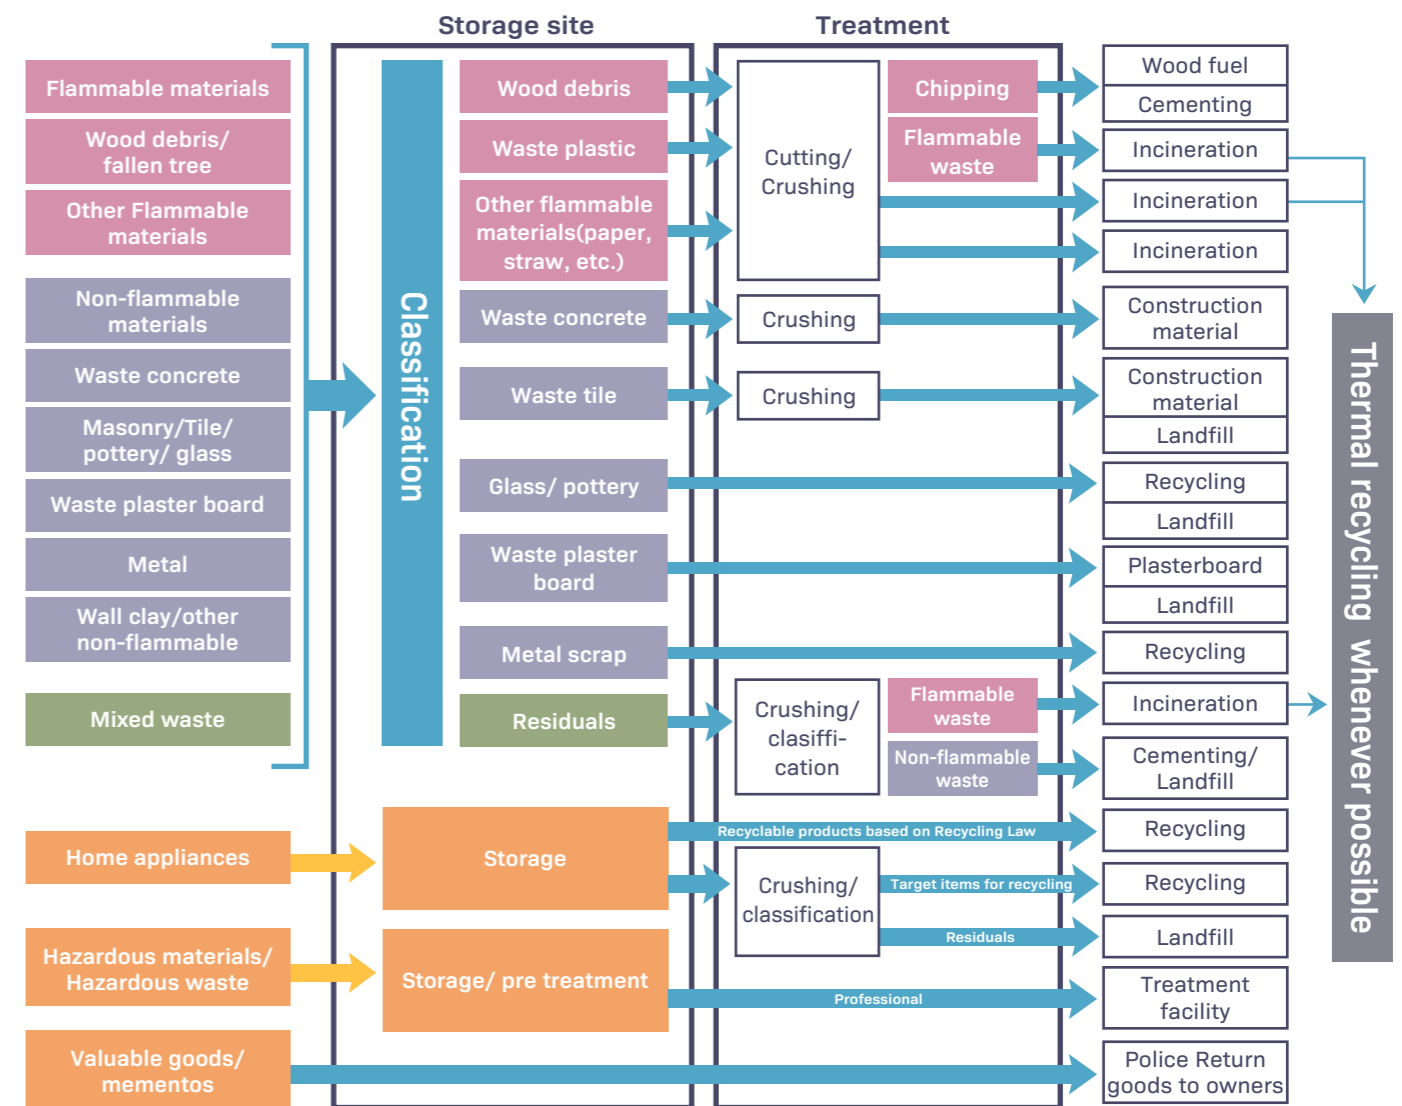 Storage site
Treatment
Flammable materials
Wood debris/
fallen tree
Other Flammable
materials
Non-flammable
materials
Waste concrete
Masonry/Tile/
pottery/ glass
Waste plaster board
Metal
Wall clay/other
non-flammable
Mixed waste
Home appliances
Hazardous materials/
Hazardous waste
Valuable goods/
mementos
Classification
Wood debris
Waste plastic
Other flammable
materials(paper,
straw, etc.)
Waste concrete
Waste tile
Glass/ pottery
Waste plaster
board
Metal scrap
Residuals
Storage
Storage/ pre treatment
Cutting/
Crushing
Chipping
Flammable
waste
Crushing
Crushing
Crushing/
clasiffi-
cation
Flammable
waste
Non-flammable
waste
Recyclable products based on Recycling Law
Crushing/
classification
Target items for recycling
Residuals
Professional
Wood fuel
Cementing
Incineration
Incineration
Incineration
Construction
material
Construction
material
Landfill
Recycling
Landfill
Plasterboard
Landfill
Recycling
Incineration
Cementing/
Landfill
Recycling
Recycling
Landfill
Treatment
facility
Police Return
goods to owners
Thermal recycling whenever possible